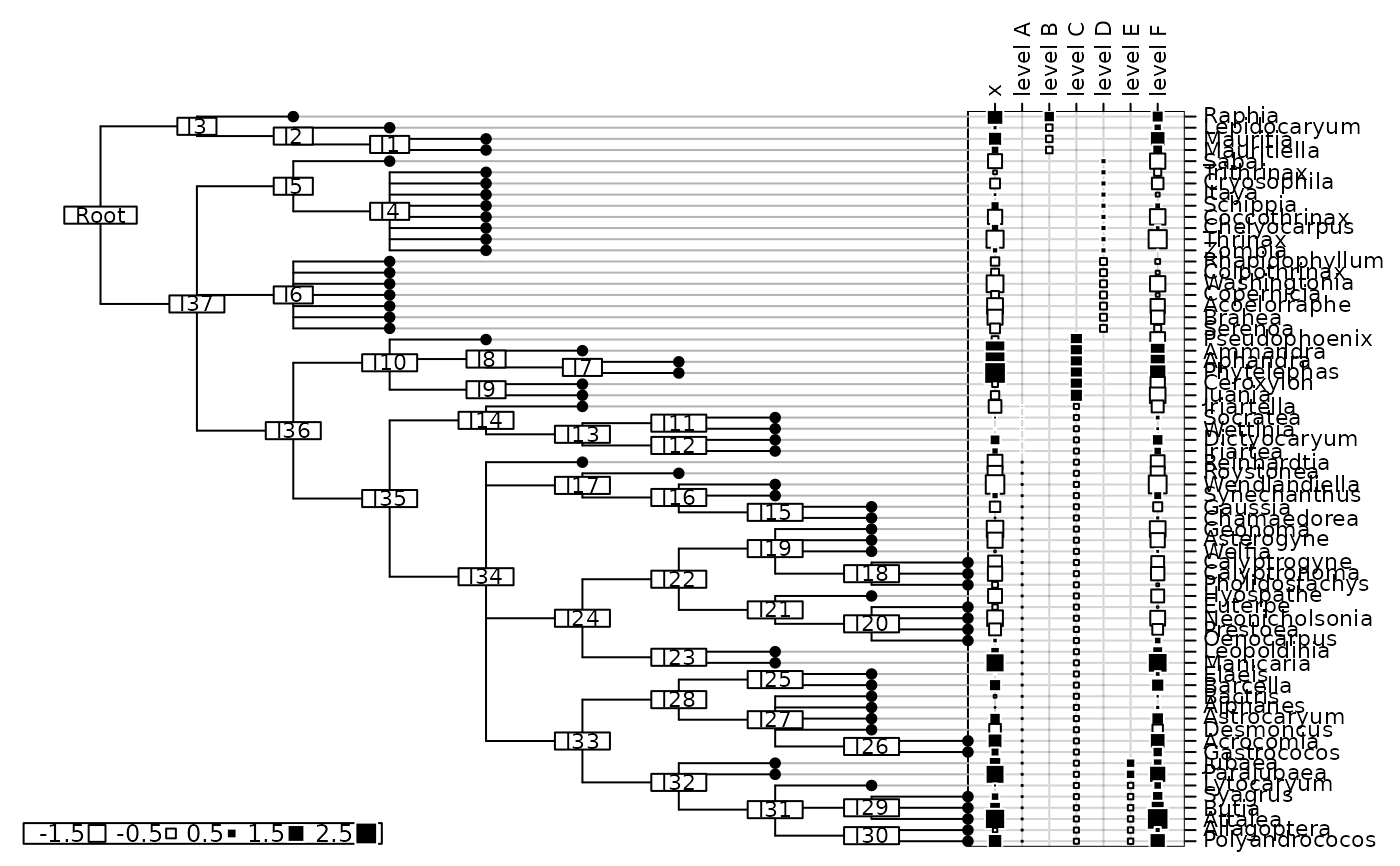 x
level A
level B
level C
level D
level E
level F
Raphia
I3
Lepidocaryum
I2
Mauritia
I1
Mauritiella
Sabal
Trithrinax
Cryosophila
I5
Itaya
Schippia
I4
Root
Coccothrinax
Chelyocarpus
Thrinax
Zombia
Rhapidophyllum
Colpothrinax
Washingtonia
I6
Copernicia
I37
Acoelorraphe
Brahea
Serenoa
Pseudophoenix
Ammandra
I8
I10
Aphandra
I7
Phytelephas
Ceroxylon
I9
Juania
Iriartella
Socratea
I14
I11
Wettinia
I36
I13
Dictyocaryum
I12
Iriartea
Reinhardtia
Roystonea
Wendlandiella
I17
Synechanthus
I16
I35
Gaussia
I15
Chamaedorea
Geonoma
Asterogyne
I19
Welfia
Calyptrogyne
Calyptronoma
I18
I34
I22
Pholidostachys
Hyospathe
Euterpe
I21
Neonicholsonia
I24
I20
Prestoea
Oenocarpus
Leopoldinia
I23
Manicaria
Elaeis
I25
Barcella
Bactris
I28
Aiphanes
Astrocaryum
I27
Desmoncus
Acrocomia
I33
I26
Gastrococos
Jubaea
Parajubaea
I32
Lytocaryum
Syagrus
Butia
I31
I29
Attalea
Allagoptera
-1.5 -0.5 0.5 1.5 2.5
I30
Polyandrococos